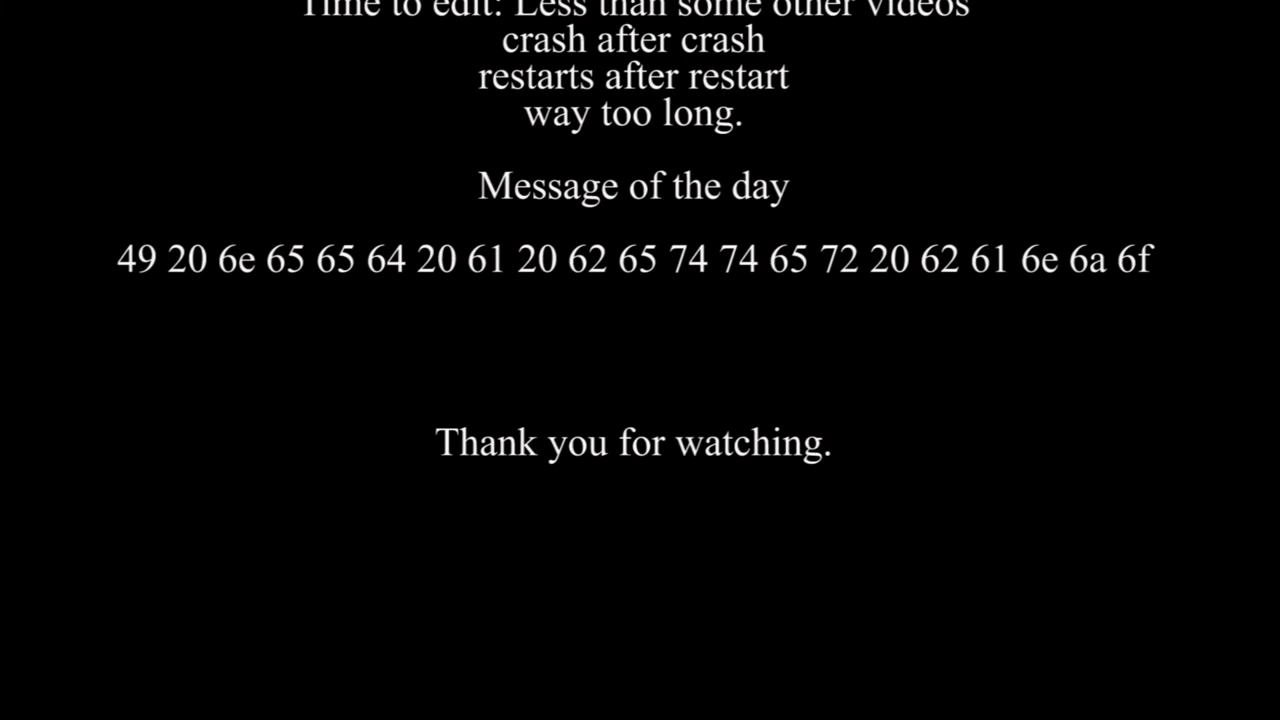 Time to edit: Less than some other videos
crash after crash
restarts after restart
way too long.
Message of the day
49 20 6e 65 65 64 20 61 20 62 65 74 74 65 72 20 62 61 6e 6a 6f
Thank you for watching.